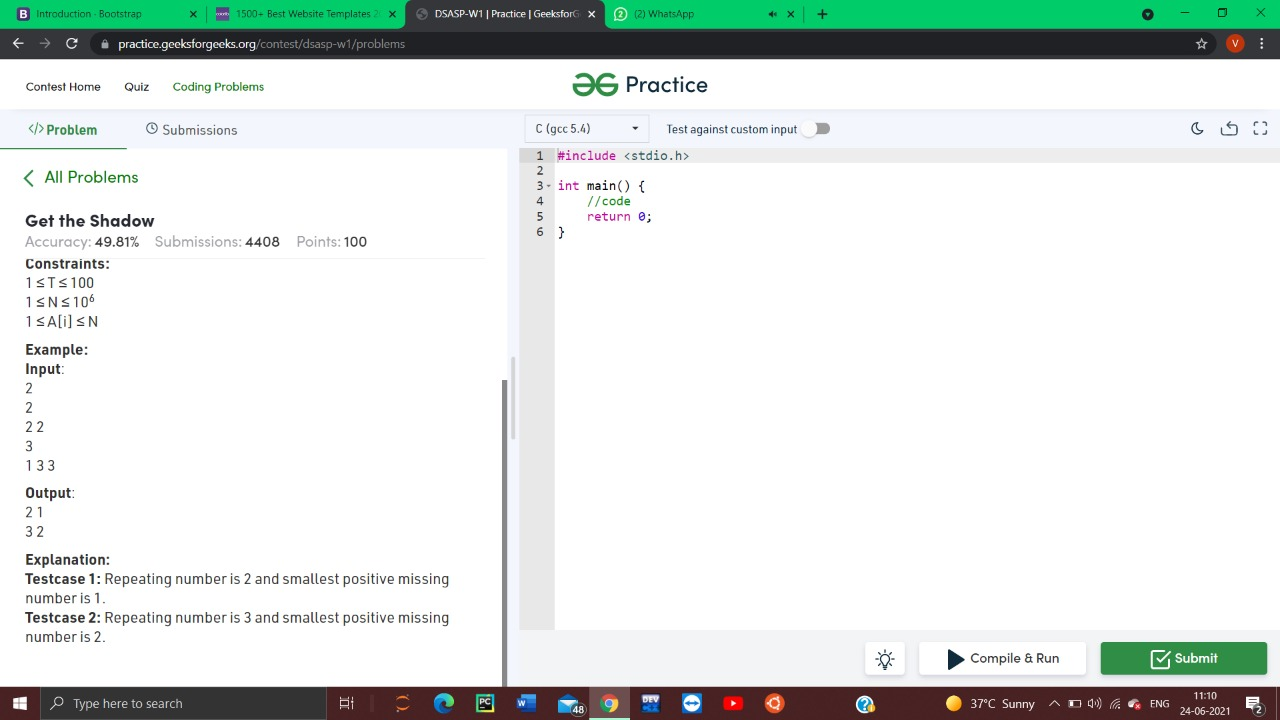 Introduction · Bootstrap
1500+ Best Website Templates 2
DSASP-W1 | Practice | GeeksforG
(2) WhatsApp
practice.geeksforgeeks.org/contest/dsasp-w1/problems
V
Contest Home
Quiz
Coding Problems
Practice
</> Problem
Submissions
C (gcc 5.4)
Test against custom input
All Problems
Get the Shadow
Accuracy: 49.81% Submissions: 4408 Points: 100
Constraints:
1 ≤ T ≤ 100
1 ≤ N ≤ 10⁶
1 ≤ A[i] ≤ N
Example:
Input:
2
2
2 2
3
1 3 3
Output:
2 1
3 2
Explanation:
Testcase 1: Repeating number is 2 and smallest positive missing
number is 1.
Testcase 2: Repeating number is 3 and smallest positive missing
number is 2.
1 #include <stdio.h>
2
3 int main() {
4 //code
5 return 0;
6 }
Compile & Run
Submit
Type here to search
48
37°C Sunny
ENG
11:10
24-06-2021
2